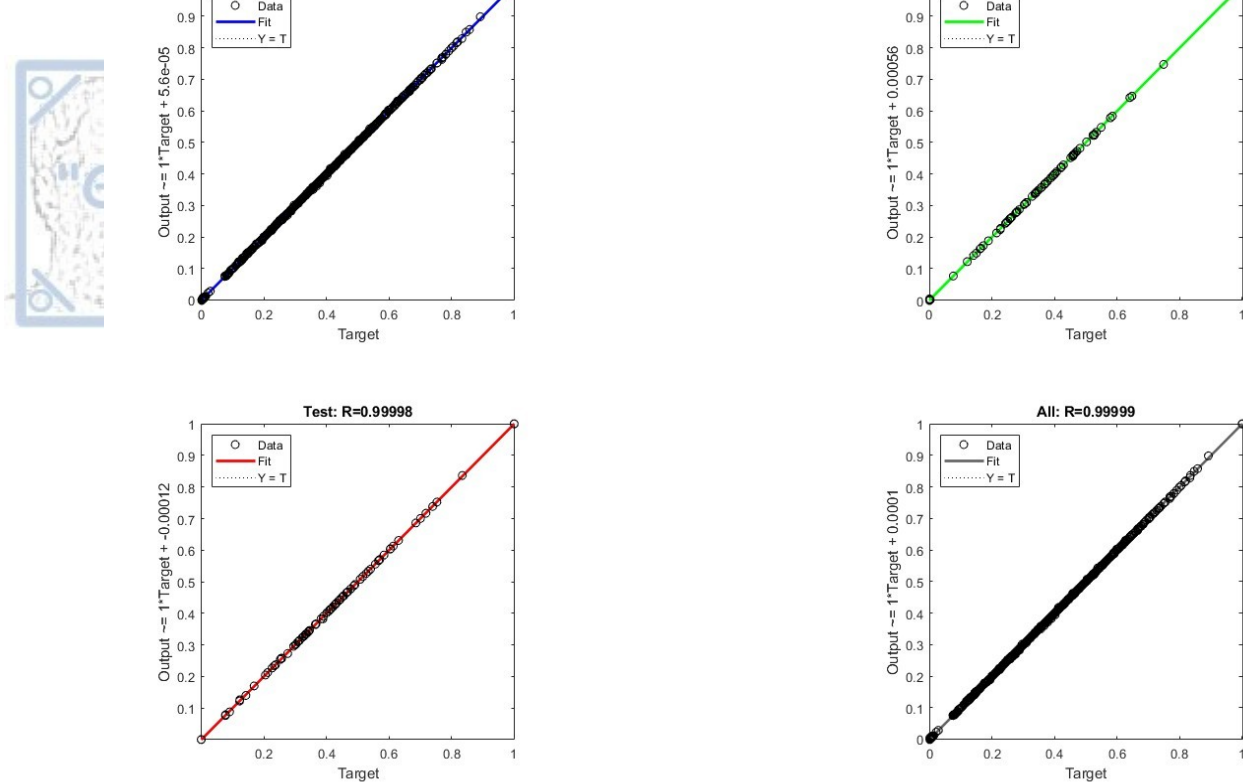 Data
Fit
Y = T
Output ~= 1*Target + 5.6e-05
0.9
0.8
0.7
0.6
0.5
0.4
0.3
0.2
0.1
0
0 0.2 0.4 0.6 0.8 1
Target
Data
Fit
Y = T
Output ~= 1*Target + 0.00056
0.9
0.8
0.7
0.6
0.5
0.4
0.3
0.2
0.1
0
0 0.2 0.4 0.6 0.8 1
Target
Test: R=0.99998
Data
Fit
Y = T
Output ~= 1*Target + -0.00012
1
0.9
0.8
0.7
0.6
0.5
0.4
0.3
0.2
0.1
0.2 0.4 0.6 0.8 1
Target
All: R=0.99999
Data
Fit
Y = T
Output ~= 1*Target + 0.0001
1
0.9
0.8
0.7
0.6
0.5
0.4
0.3
0.2
0.1
0
0 0.2 0.4 0.6 0.8 1
Target